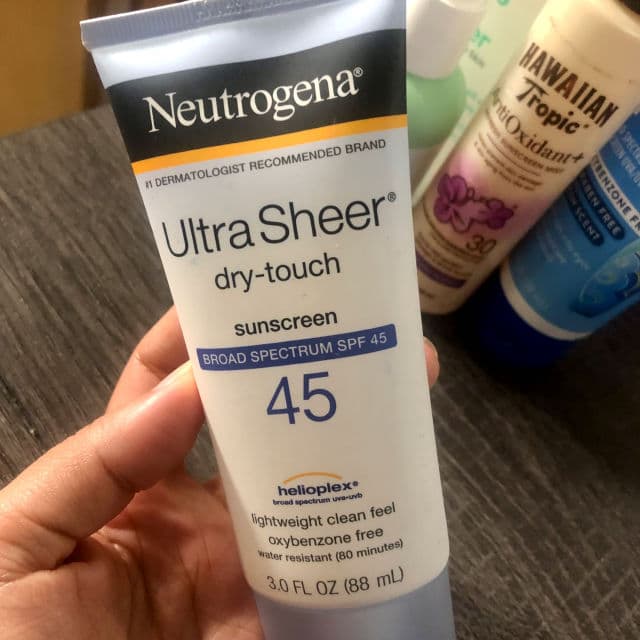 Neutrogena®
#1 DERMATOLOGIST RECOMMENDED BRAND
Ultra Sheer®
dry-touch
sunscreen
BROAD SPECTRUM SPF 45
45
helioplex®
broad spectrum uva-uvb
lightweight clean feel
oxybenzone free
water resistant (80 minutes)
3.0 FL OZ (88 mL)
HAWAIIAN
Tropic®
AntiOxidant+
30
SCENT